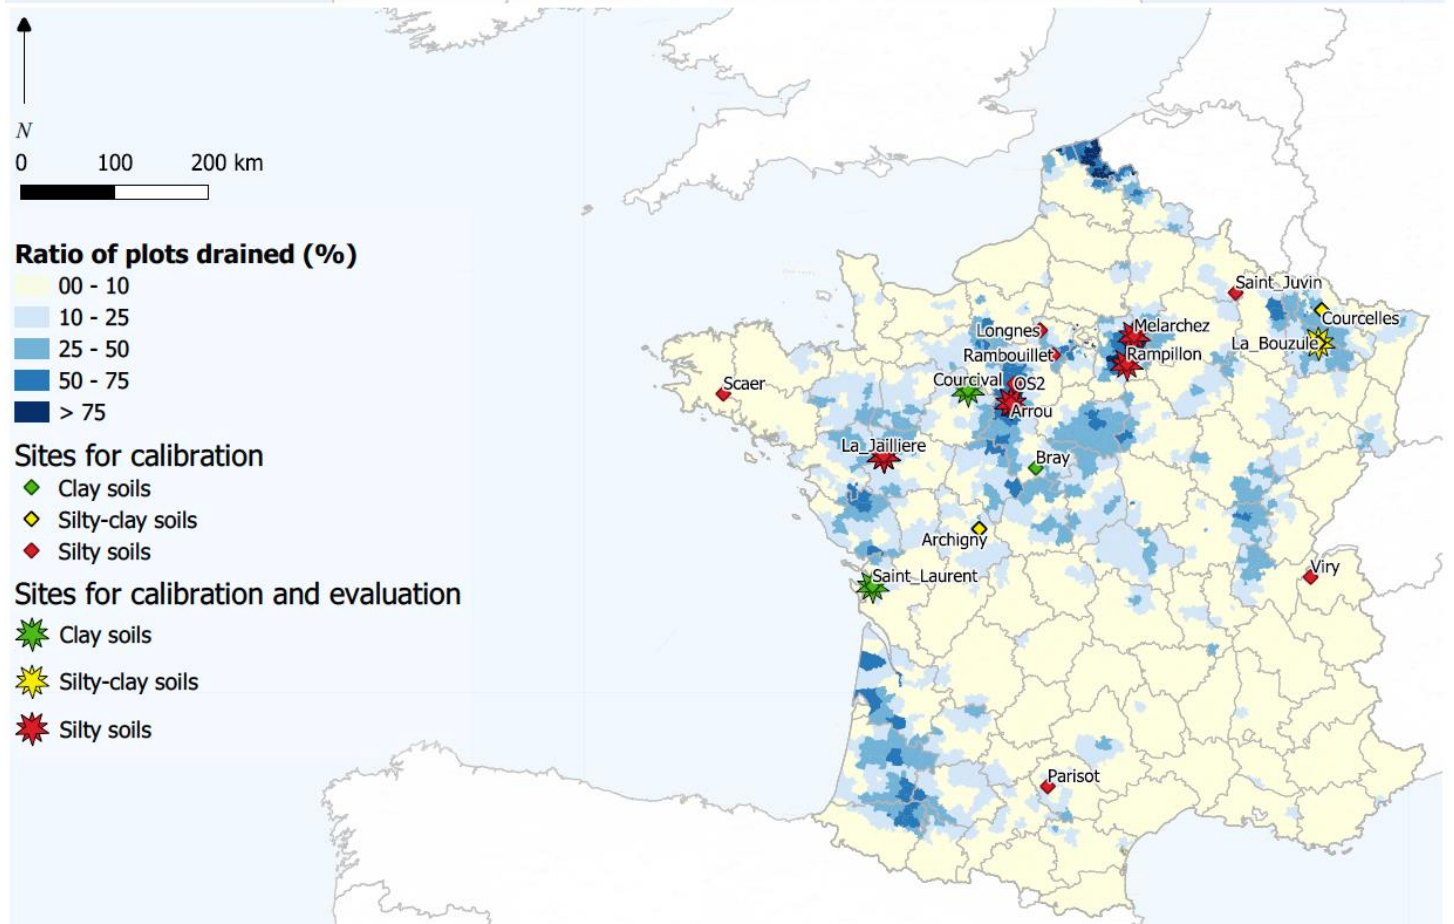 N
0 100 200 km
Ratio of plots drained (%)
00 - 10
10 - 25
25 - 50
50 - 75
> 75
Sites for calibration
Clay soils
Silty-clay soils
Silty soils
Sites for calibration and evaluation
Clay soils
Silty-clay soils
Silty soils
Saint_Juvin
Courcelles
Longnes
Melarchez
La_Bouzule
Rambouillet
Rampillon
Scaer
Courcival
OS2
Arrou
La_Jailliere
Bray
Archigny
Saint_Laurent
Viry
Parisot